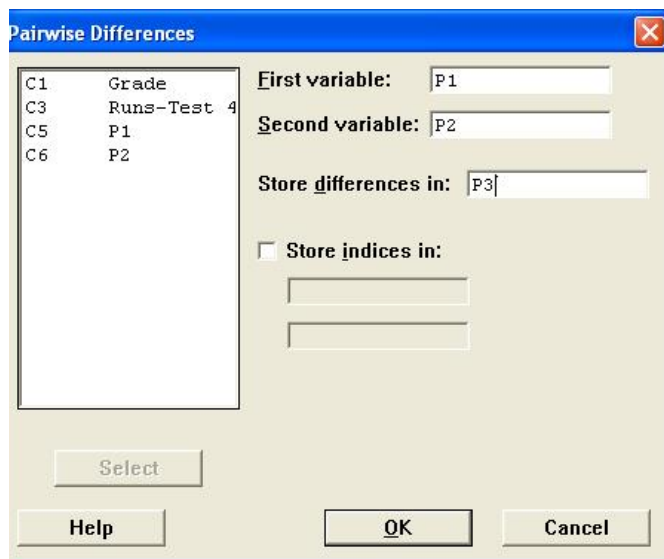 Pairwise Differences
C1 Grade
C3 Runs-Test 4
C5 P1
C6 P2
First variable: P1
Second variable: P2
Store differences in: P3
Store indices in:
Select
Help
OK
Cancel